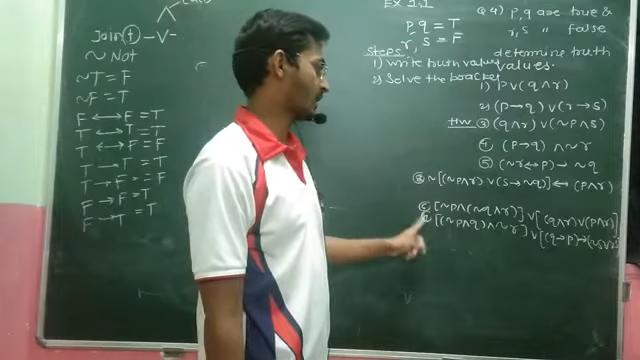 Join (t) – V –
~ Not
~T = F
~F = T
F ↔ F = T
T ↔ T = T
T ↔ F = F
T → T = T
T → F = F
F → F = T
F → T = T
Ex 1.1
p, q = T
r, s = F
Steps
1) Write truth values
2) Solve the bracket
Q 4) p, q are true &
r, s " false
determine truth
values.
1) p∨(q∧r)
2) (p→q)∨(r→s)
HW ③ (q∧r)∨(~p∧s)
④ (p→q)∧~r
⑤ (~r↔p)→~q
~[(~p∧r)∨(s→~q)]↔(p∧r)
[~p∧(~q∧r)]∨[(q∧r)∨(p∧r)]
[(~p∧q)∧~r]∨[(q→p)→